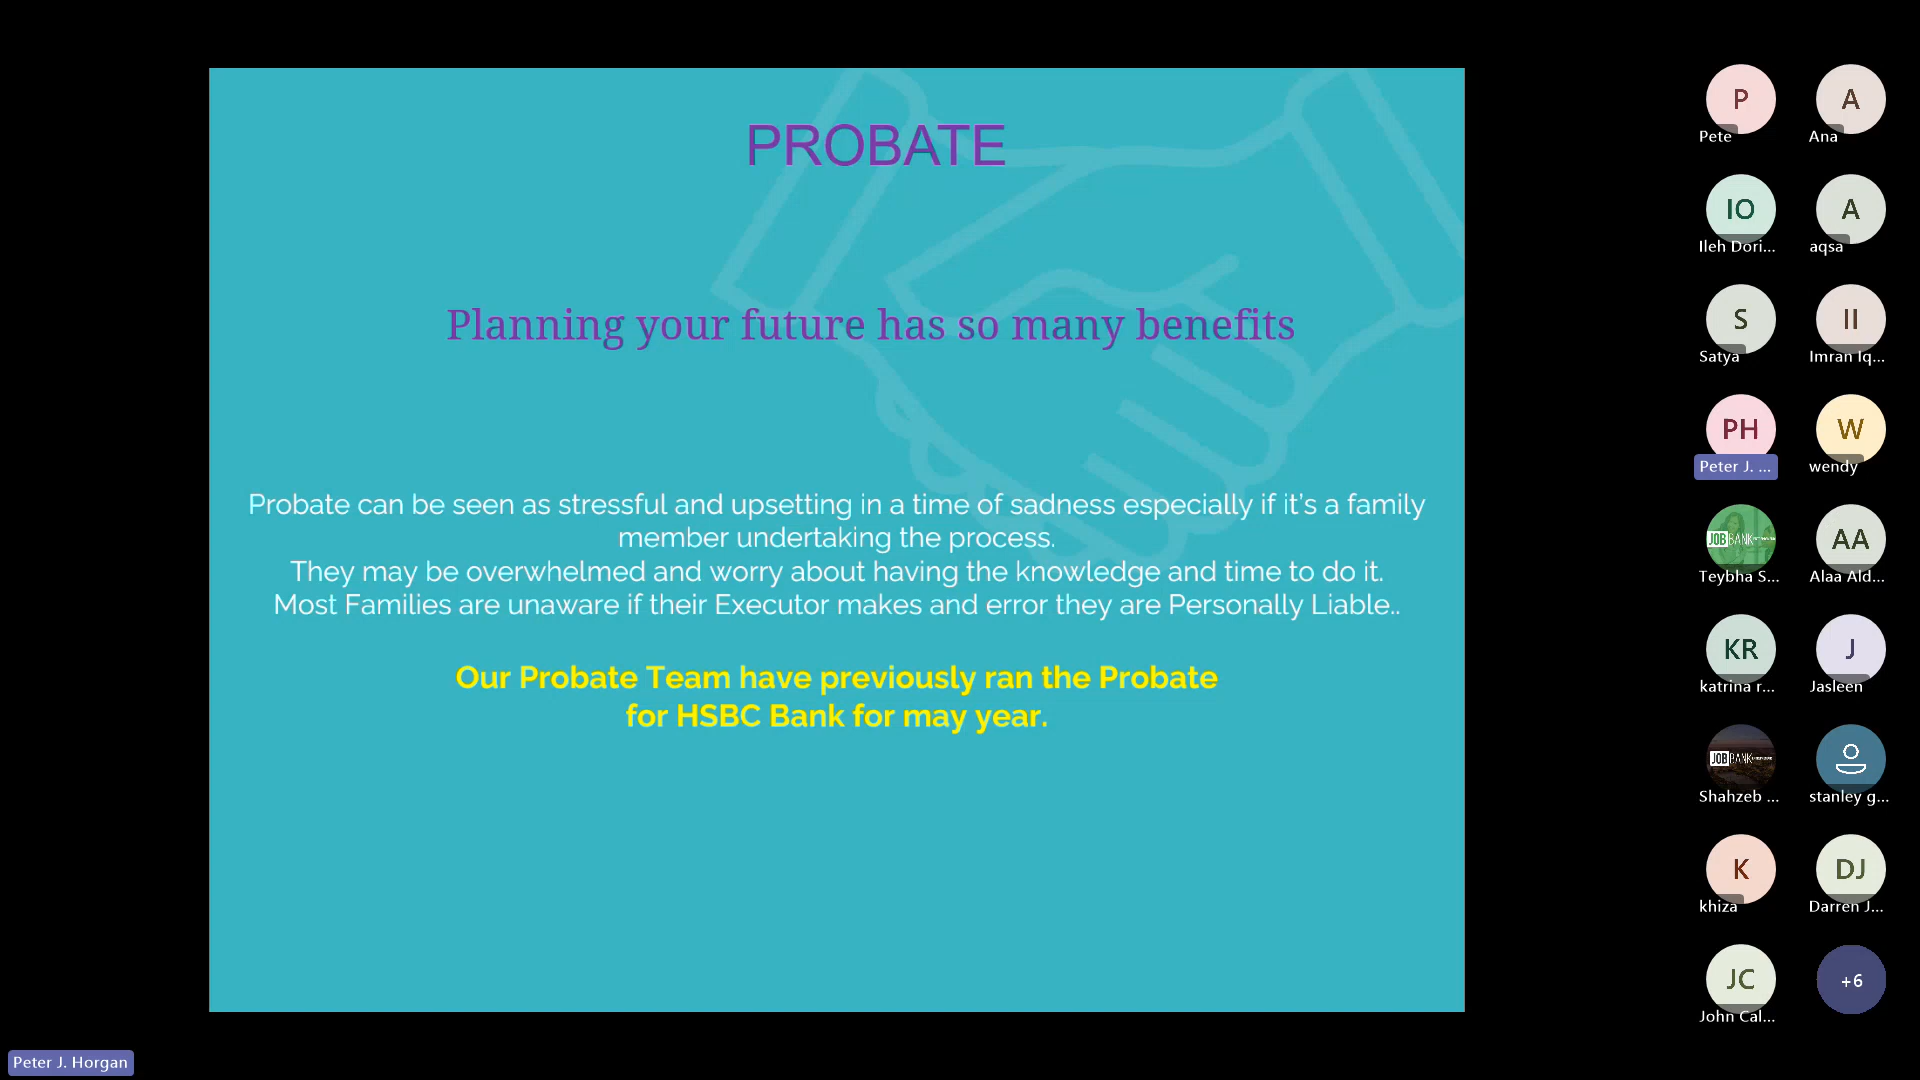 PROBATE
Planning your future has so many benefits
Probate can be seen as stressful and upsetting in a time of sadness especially if it's a family
member undertaking the process.
They may be overwhelmed and worry about having the knowledge and time to do it.
Most Families are unaware if their Executor makes and error they are Personally Liable..
Our Probate Team have previously ran the Probate
for HSBC Bank for may year.
P A
Pete Ana
IO A
Ileh Dori... aqsa
S II
Satya Imran Iq...
PH W
Peter J. ... wendy
JOB BANK AA
Teybha S... Alaa Ald...
KR J
katrina r... Jasleen
JOB BANK
Shahzeb ... stanley g...
K DJ
khiza Darren J...
JC +6
John Cal...
Peter J. Horgan